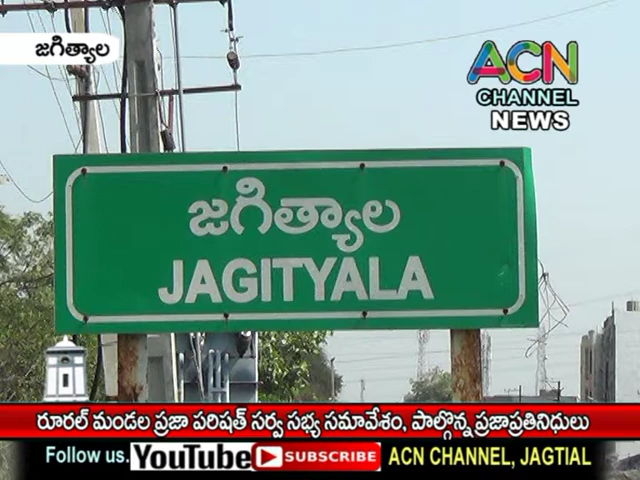 జగిత్యాల
ACN
CHANNEL
NEWS
జగిత్యాల
JAGITYALA
రూరల్ మండల ప్రజా పరిషత్ సర్వ సభ్య సమావేశం, పాల్గొన్న ప్రజాప్రతినిధులు
Follow us. YouTube SUBSCRIBE ACN CHANNEL, JAGTIAL